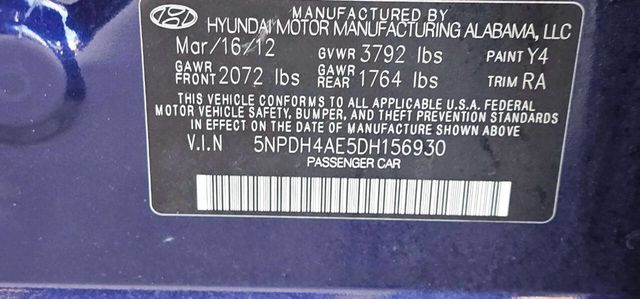 MANUFACTURED BY
HYUNDAI MOTOR MANUFACTURING ALABAMA, LLC
Mar/16/12 GVWR 3792 lbs PAINT Y4
GAWR FRONT 2072 lbs GAWR REAR 1764 lbs TRIM RA
THIS VEHICLE CONFORMS TO ALL APPLICABLE U.S.A. FEDERAL
MOTOR VEHICLE SAFETY, BUMPER, AND THEFT PREVENTION STANDARDS
IN EFFECT ON THE DATE OF MANUFACTURE SHOWN ABOVE.
V.I.N 5NPDH4AE5DH156930
PASSENGER CAR